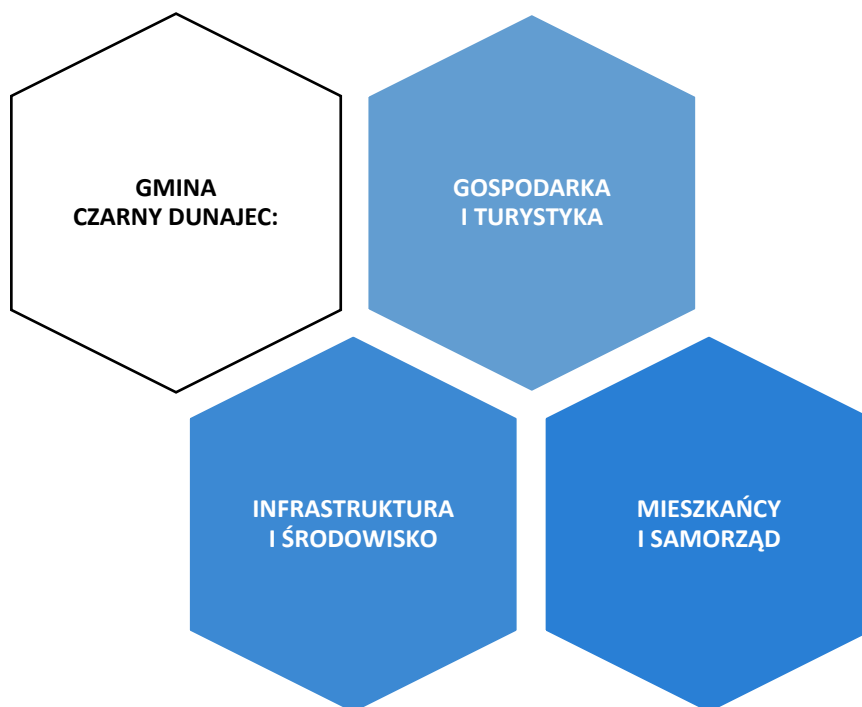 GMINA
CZARNY DUNAJEC:
GOSPODARKA
I TURYSTYKA
INFRASTRUKTURA
I ŚRODOWISKO
MIESZKAŃCY
I SAMORZĄD